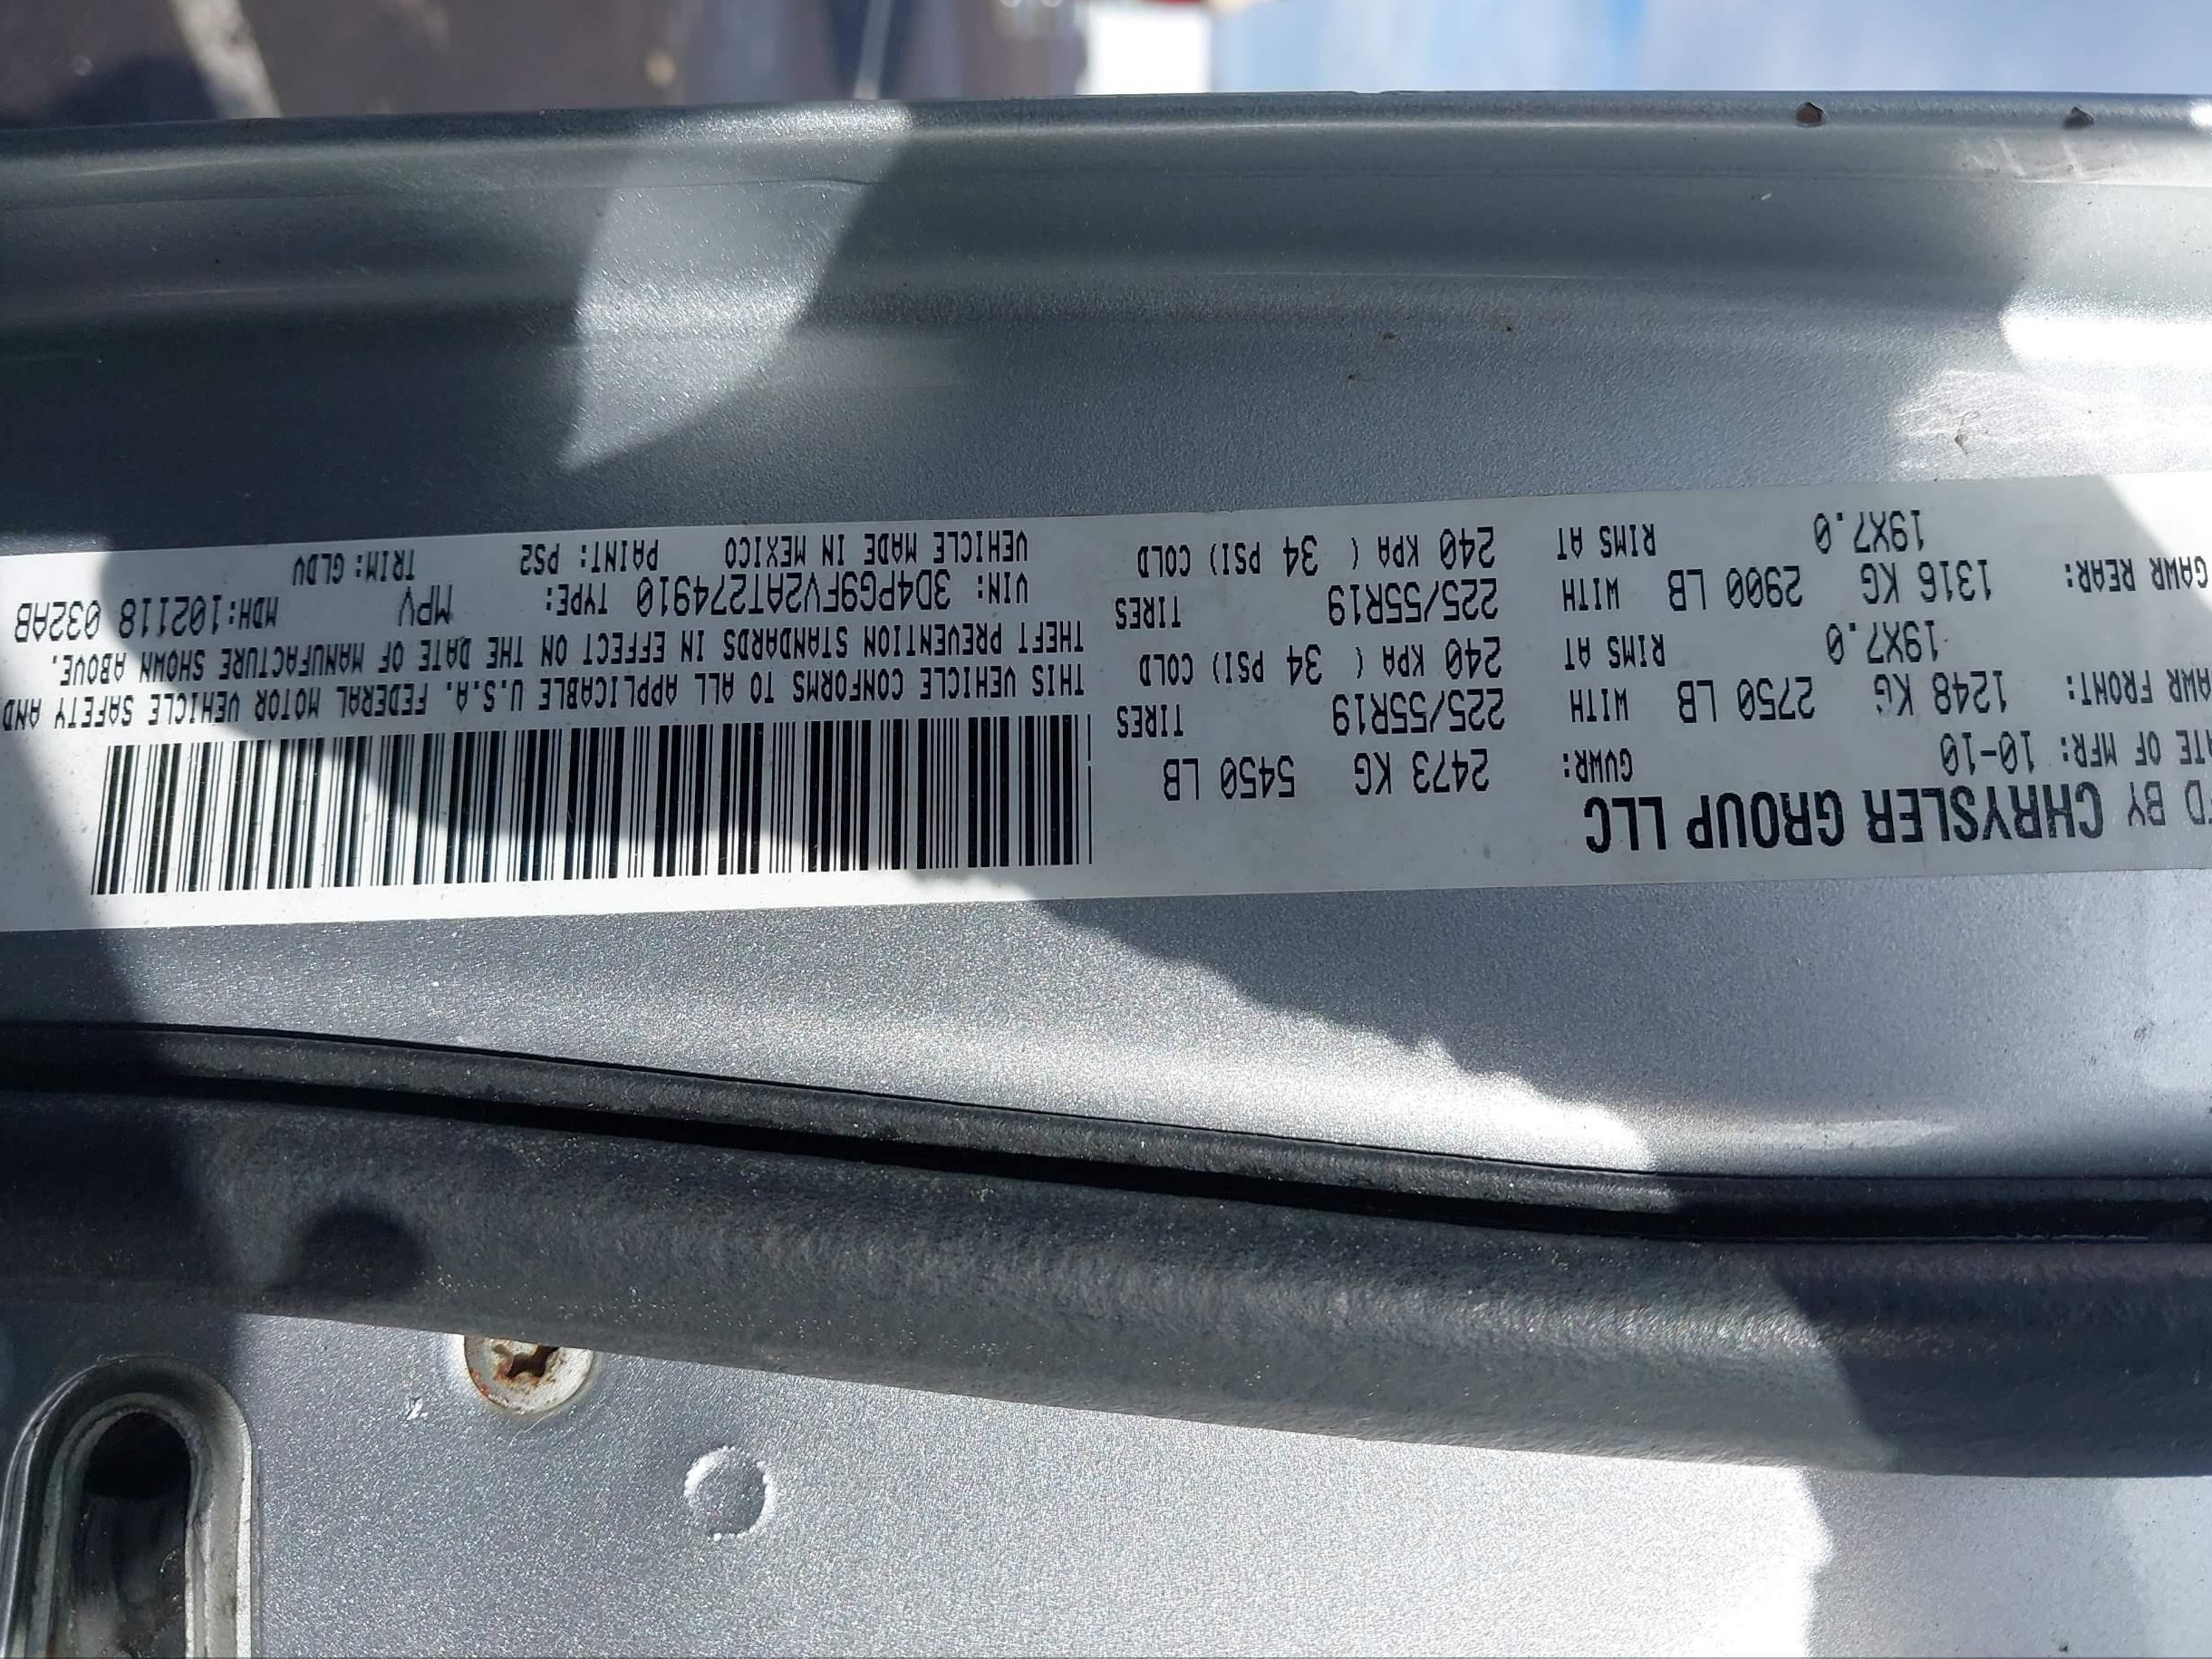 D BY CHRYSLER GROUP LLC
ATE OF MFR: 10-10 GVWR: 2473 KG 5450 LB
AWR FRONT: 1248 KG 2750 LB WITH 225/55R19 TIRES
19X7.0 RIMS AT 240 KPA ( 34 PSI) COLD
GAWR REAR: 1316 KG 2900 LB WITH 225/55R19 TIRES
19X7.0 RIMS AT 240 KPA ( 34 PSI) COLD
THIS VEHICLE CONFORMS TO ALL APPLICABLE U.S.A. FEDERAL MOTOR VEHICLE SAFETY AND
THEFT PREVENTION STANDARDS IN EFFECT ON THE DATE OF MANUFACTURE SHOWN ABOVE.
VIN: 3D4PG9FV2AT274910 TYPE: MPV MDH:102118 032AB
VEHICLE MADE IN MEXICO PAINT: PS2 TRIM: GLDV